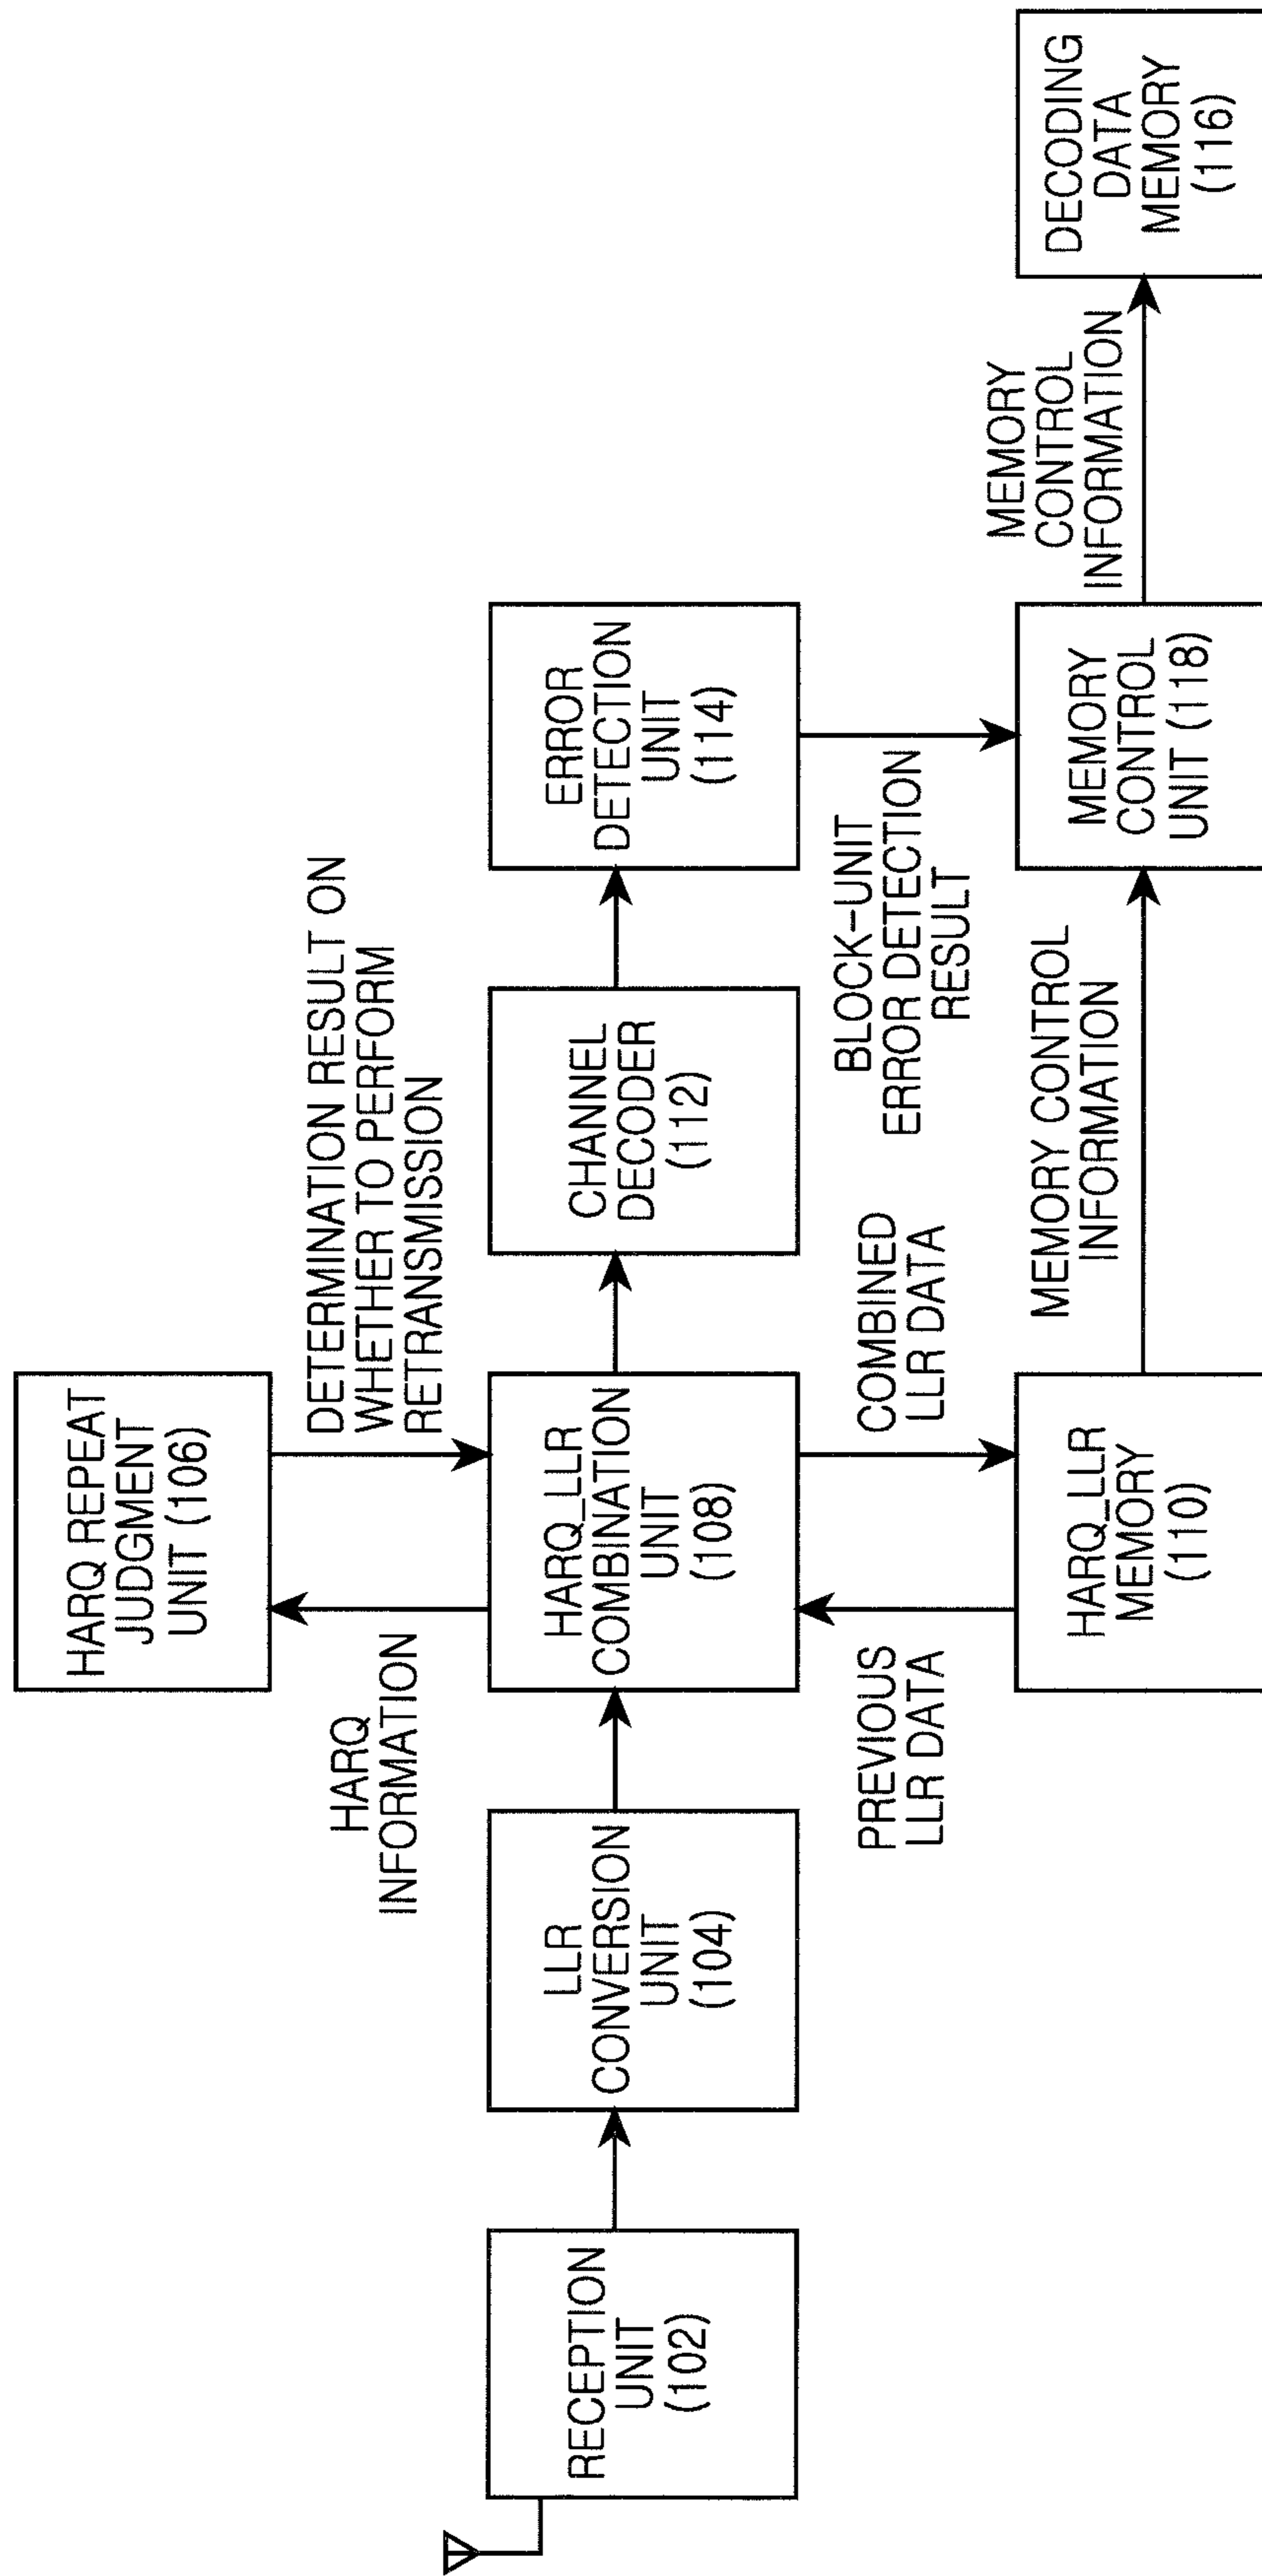 HARQ REPEAT
JUDGMENT
UNIT (106)
HARQ
INFORMATION
DETERMINATION RESULT ON
WHETHER TO PERFORM
RETRANSMISSION
RECEPTION
UNIT
(102)
LLR
CONVERSION
UNIT
(104)
HARQ_LLR
COMBINATION
UNIT
(108)
CHANNEL
DECODER
(112)
ERROR
DETECTION
UNIT
(114)
PREVIOUS
LLR DATA
COMBINED
LLR DATA
BLOCK-UNIT
ERROR DETECTION
RESULT
HARQ_LLR
MEMORY
(110)
MEMORY CONTROL
INFORMATION
MEMORY
CONTROL
UNIT (118)
MEMORY
CONTROL
INFORMATION
DECODING
DATA
MEMORY
(116)